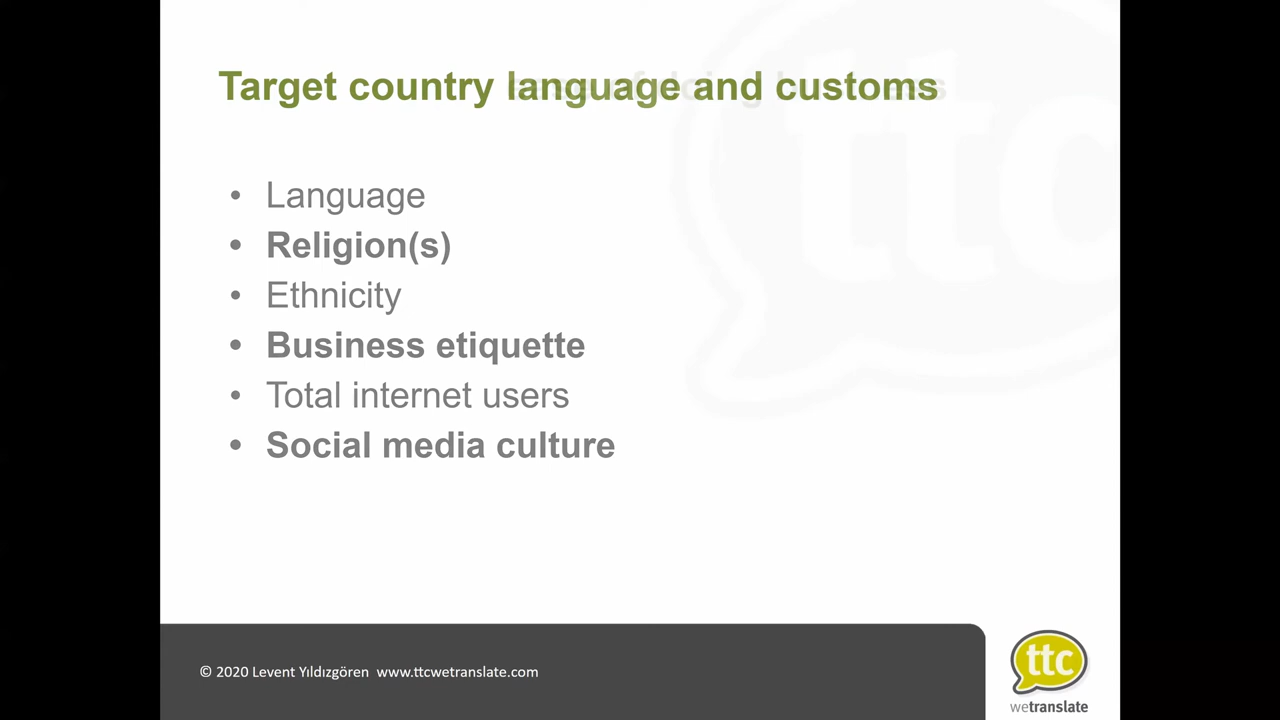 Target country language and customs
• Language
• Religion(s)
• Ethnicity
• Business etiquette
• Total internet users
• Social media culture
© 2020 Levent Yıldızgören www.ttcwetranslate.com
ttc
wetranslate
ttc